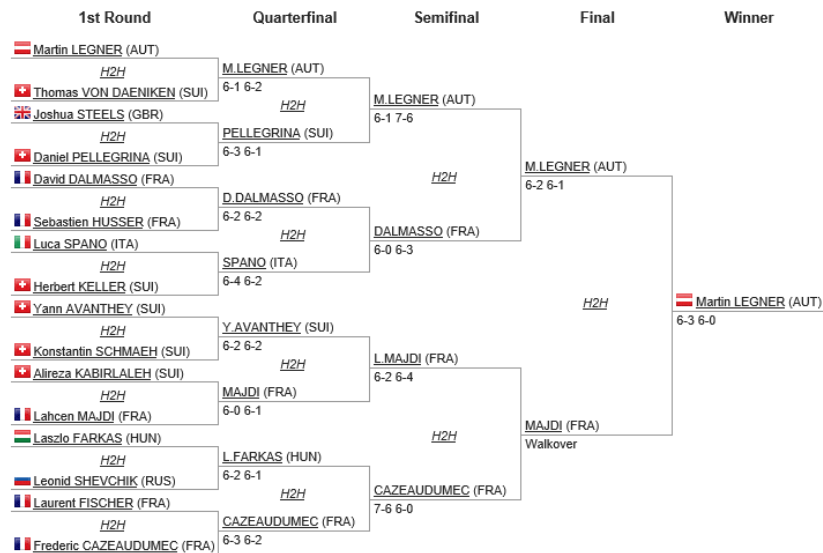 1st Round Quarterfinal Semifinal Final Winner
Martin LEGNER (AUT)
H2H
Thomas VON DAENIKEN (SUI)
Joshua STEELS (GBR)
H2H
Daniel PELLEGRINA (SUI)
David DALMASSO (FRA)
H2H
Sebastien HUSSER (FRA)
Luca SPANO (ITA)
H2H
Herbert KELLER (SUI)
Yann AVANTHEY (SUI)
H2H
Konstantin SCHMAEH (SUI)
Alireza KABIRLALEH (SUI)
H2H
Lahcen MAJDI (FRA)
Laszlo FARKAS (HUN)
H2H
Leonid SHEVCHIK (RUS)
Laurent FISCHER (FRA)
H2H
Frederic CAZEAUDUMEC (FRA)
M.LEGNER (AUT)
6-1 6-2
H2H
PELLEGRINA (SUI)
6-3 6-1
D.DALMASSO (FRA)
6-2 6-2
H2H
SPANO (ITA)
6-4 6-2
Y.AVANTHEY (SUI)
6-2 6-2
H2H
MAJDI (FRA)
6-0 6-1
L.FARKAS (HUN)
6-2 6-1
H2H
CAZEAUDUMEC (FRA)
6-3 6-2
M.LEGNER (AUT)
6-1 7-6
H2H
DALMASSO (FRA)
6-0 6-3
L.MAJDI (FRA)
6-2 6-4
H2H
CAZEAUDUMEC (FRA)
7-6 6-0
M.LEGNER (AUT)
6-2 6-1
H2H
MAJDI (FRA)
Walkover
Martin LEGNER (AUT)
6-3 6-0